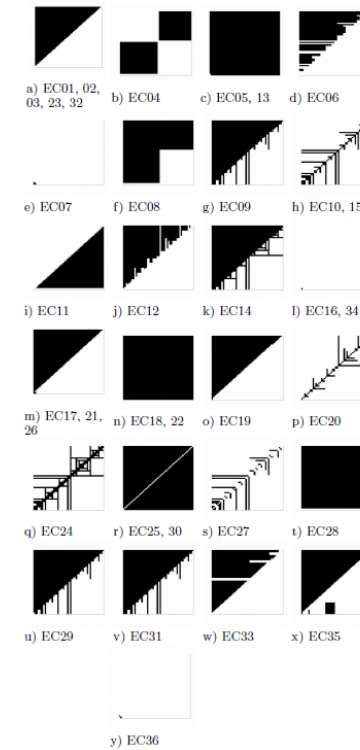 a) EC01, 02,
03, 23, 32
b) EC04
c) EC05, 13
d) EC06
e) EC07
f) EC08
g) EC09
h) EC10, 15
i) EC11
j) EC12
k) EC14
l) EC16, 34
m) EC17, 21,
26
n) EC18, 22
o) EC19
p) EC20
q) EC24
r) EC25, 30
s) EC27
t) EC28
u) EC29
v) EC31
w) EC33
x) EC35
y) EC36